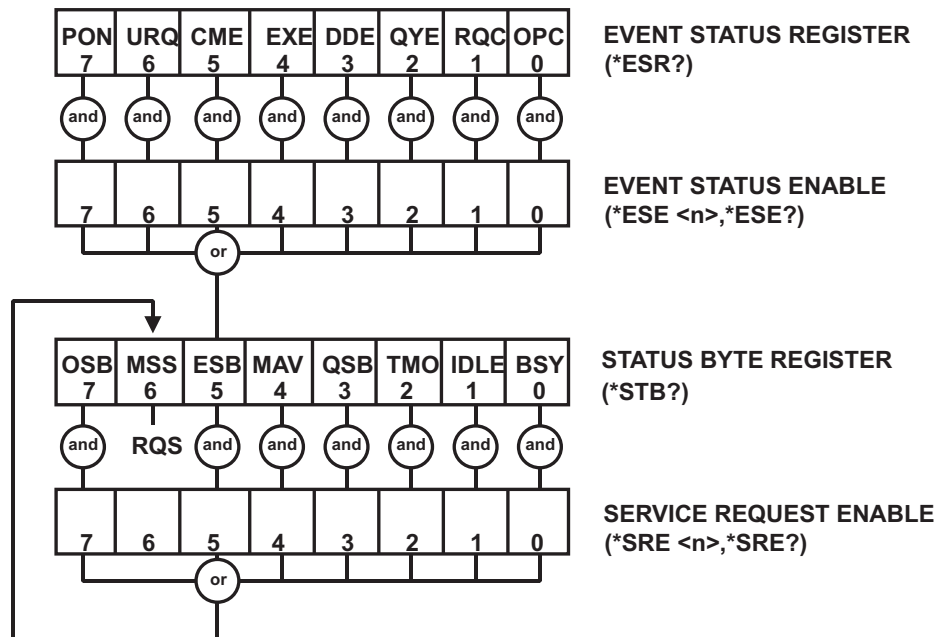 PON URQ CME EXE DDE QYE RQC OPC
7 6 5 4 3 2 1 0
EVENT STATUS REGISTER
(*ESR?)
and and and and and and and and
7 6 5 4 3 2 1 0
EVENT STATUS ENABLE
(*ESE <n>,*ESE?)
or
OSB MSS ESB MAV QSB TMO IDLE BSY
7 6 5 4 3 2 1 0
STATUS BYTE REGISTER
(*STB?)
and RQS and and and and and and
7 6 5 4 3 2 1 0
SERVICE REQUEST ENABLE
(*SRE <n>,*SRE?)
or